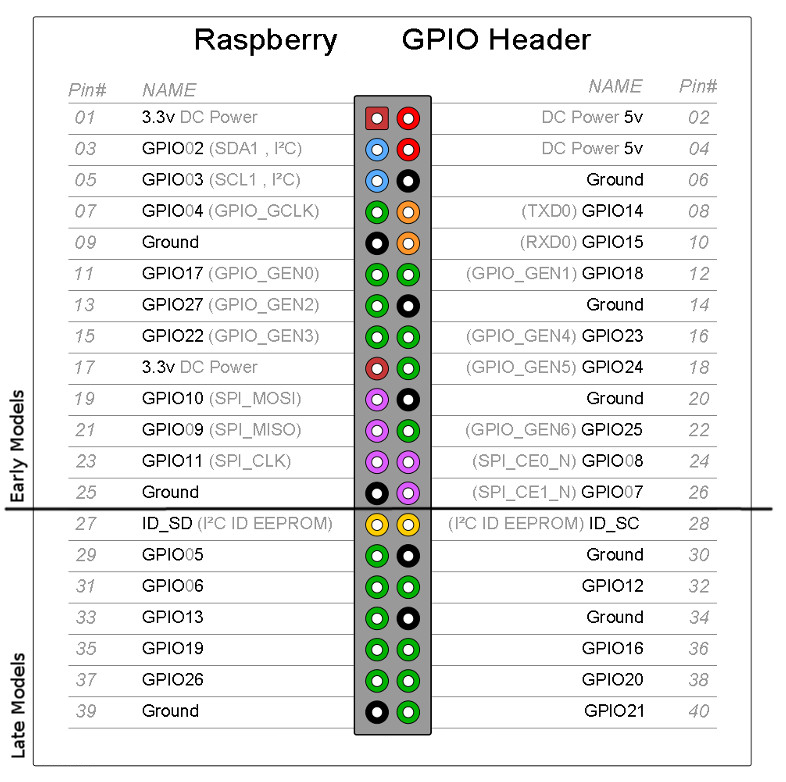 Raspberry GPIO Header
Pin# NAME NAME Pin#
01 3.3v DC Power DC Power 5v 02
03 GPIO02 (SDA1 , I²C) DC Power 5v 04
05 GPIO03 (SCL1 , I²C) Ground 06
07 GPIO04 (GPIO_GCLK) (TXD0) GPIO14 08
09 Ground (RXD0) GPIO15 10
11 GPIO17 (GPIO_GEN0) (GPIO_GEN1) GPIO18 12
13 GPIO27 (GPIO_GEN2) Ground 14
15 GPIO22 (GPIO_GEN3) (GPIO_GEN4) GPIO23 16
17 3.3v DC Power (GPIO_GEN5) GPIO24 18
19 GPIO10 (SPI_MOSI) Ground 20
21 GPIO09 (SPI_MISO) (GPIO_GEN6) GPIO25 22
23 GPIO11 (SPI_CLK) (SPI_CE0_N) GPIO08 24
25 Ground (SPI_CE1_N) GPIO07 26
Early Models
27 ID_SD (I²C ID EEPROM) (I²C ID EEPROM) ID_SC 28
29 GPIO05 Ground 30
31 GPIO06 GPIO12 32
33 GPIO13 Ground 34
35 GPIO19 GPIO16 36
37 GPIO26 GPIO20 38
39 Ground GPIO21 40
Late Models